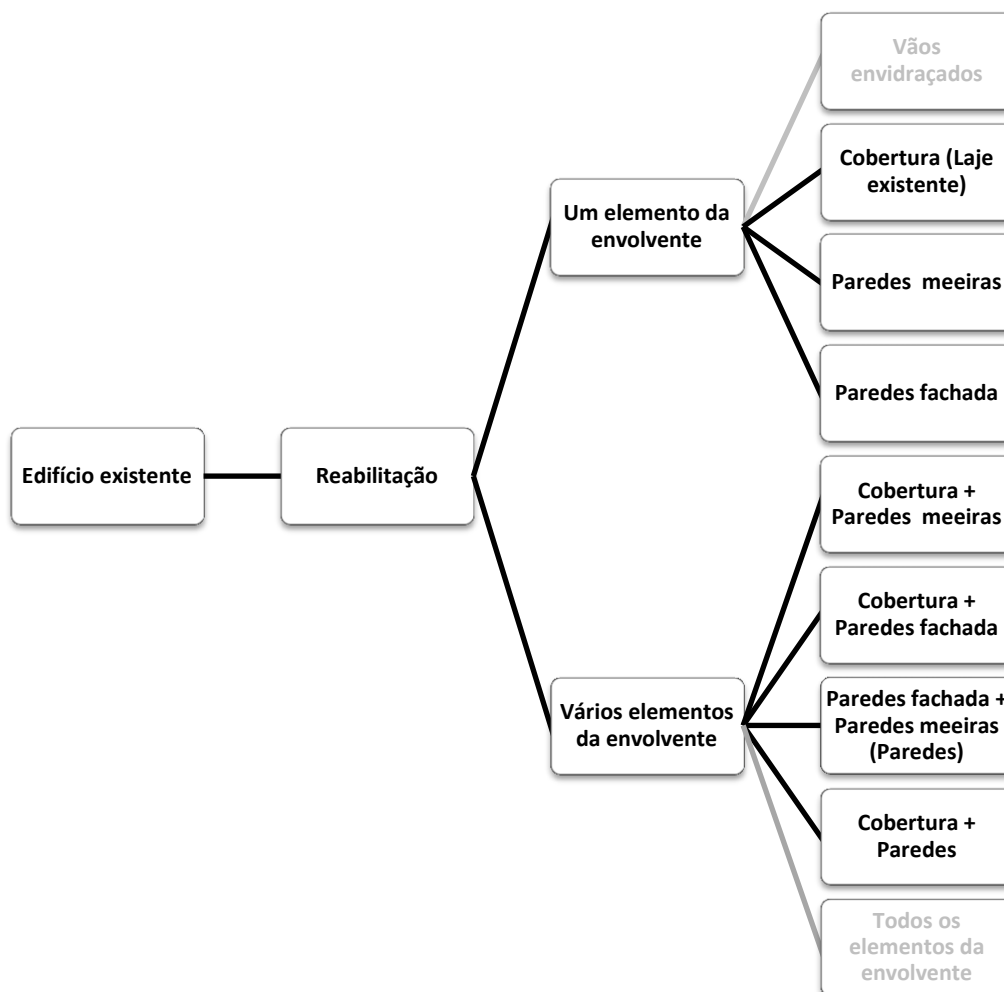 Edifício existente
Reabilitação
Um elemento da
envolvente
Vãos
envidraçados
Cobertura (Laje
existente)
Paredes meeiras
Paredes fachada
Vários elementos
da envolvente
Cobertura +
Paredes meeiras
Cobertura +
Paredes fachada
Paredes fachada +
Paredes meeiras
(Paredes)
Cobertura +
Paredes
Todos os
elementos da
envolvente